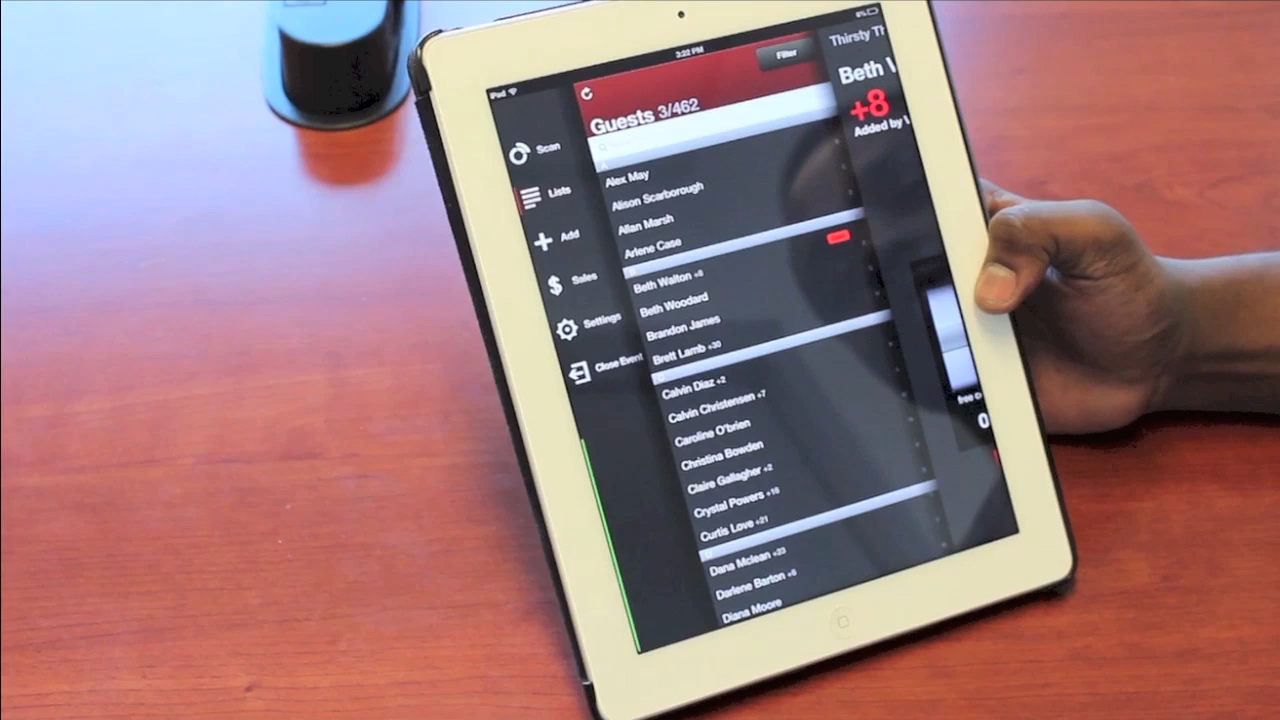 iPad
3:22 PM
Guests 3/462
Filter
Scan
Lists
Add
Sales
Settings
Close Event
A
Alex May
Alison Scarborough
Allan Marsh
Arlene Case
Beth Walton +8
Beth Woodard
Brandon James
Brett Lamb +30
Calvin Diaz +2
Calvin Christensen +7
Caroline O'brien
Christina Bowden
Claire Gallagher +2
Crystal Powers +16
Curtis Love +21
D
Dana Mclean +23
Darlene Barton +8
Diana Moore
Thirsty Th
Beth
+8
Added by
free
0